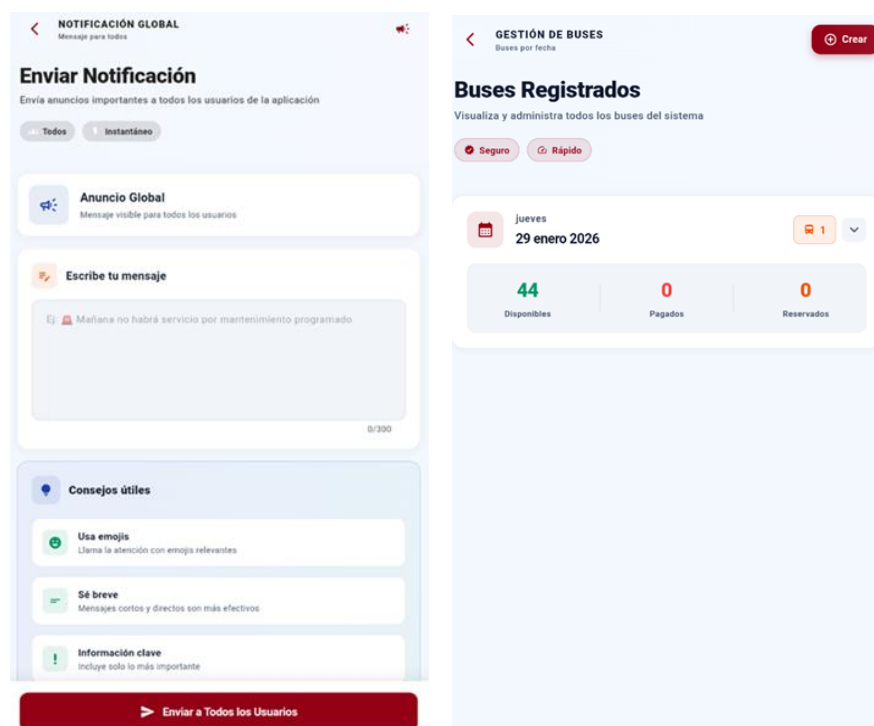 NOTIFICACIÓN GLOBAL
Mensaje para todos
Enviar Notificación
Envía anuncios importantes a todos los usuarios de la aplicación
Todos
Instantáneo
Anuncio Global
Mensaje visible para todos los usuarios
Escribe tu mensaje
Ej: 🚨 Mañana no habrá servicio por mantenimiento programado
0/300
Consejos útiles
Usa emojis
Llama la atención con emojis relevantes
Sé breve
Mensajes cortos y directos son más efectivos
Información clave
Incluye solo lo más importante
Enviar a Todos los Usuarios
GESTIÓN DE BUSES
Buses por fecha
Crear
Buses Registrados
Visualiza y administra todos los buses del sistema
Seguro
Rápido
jueves
29 enero 2026
1
44
0
0
Disponibles
Pagados
Reservados